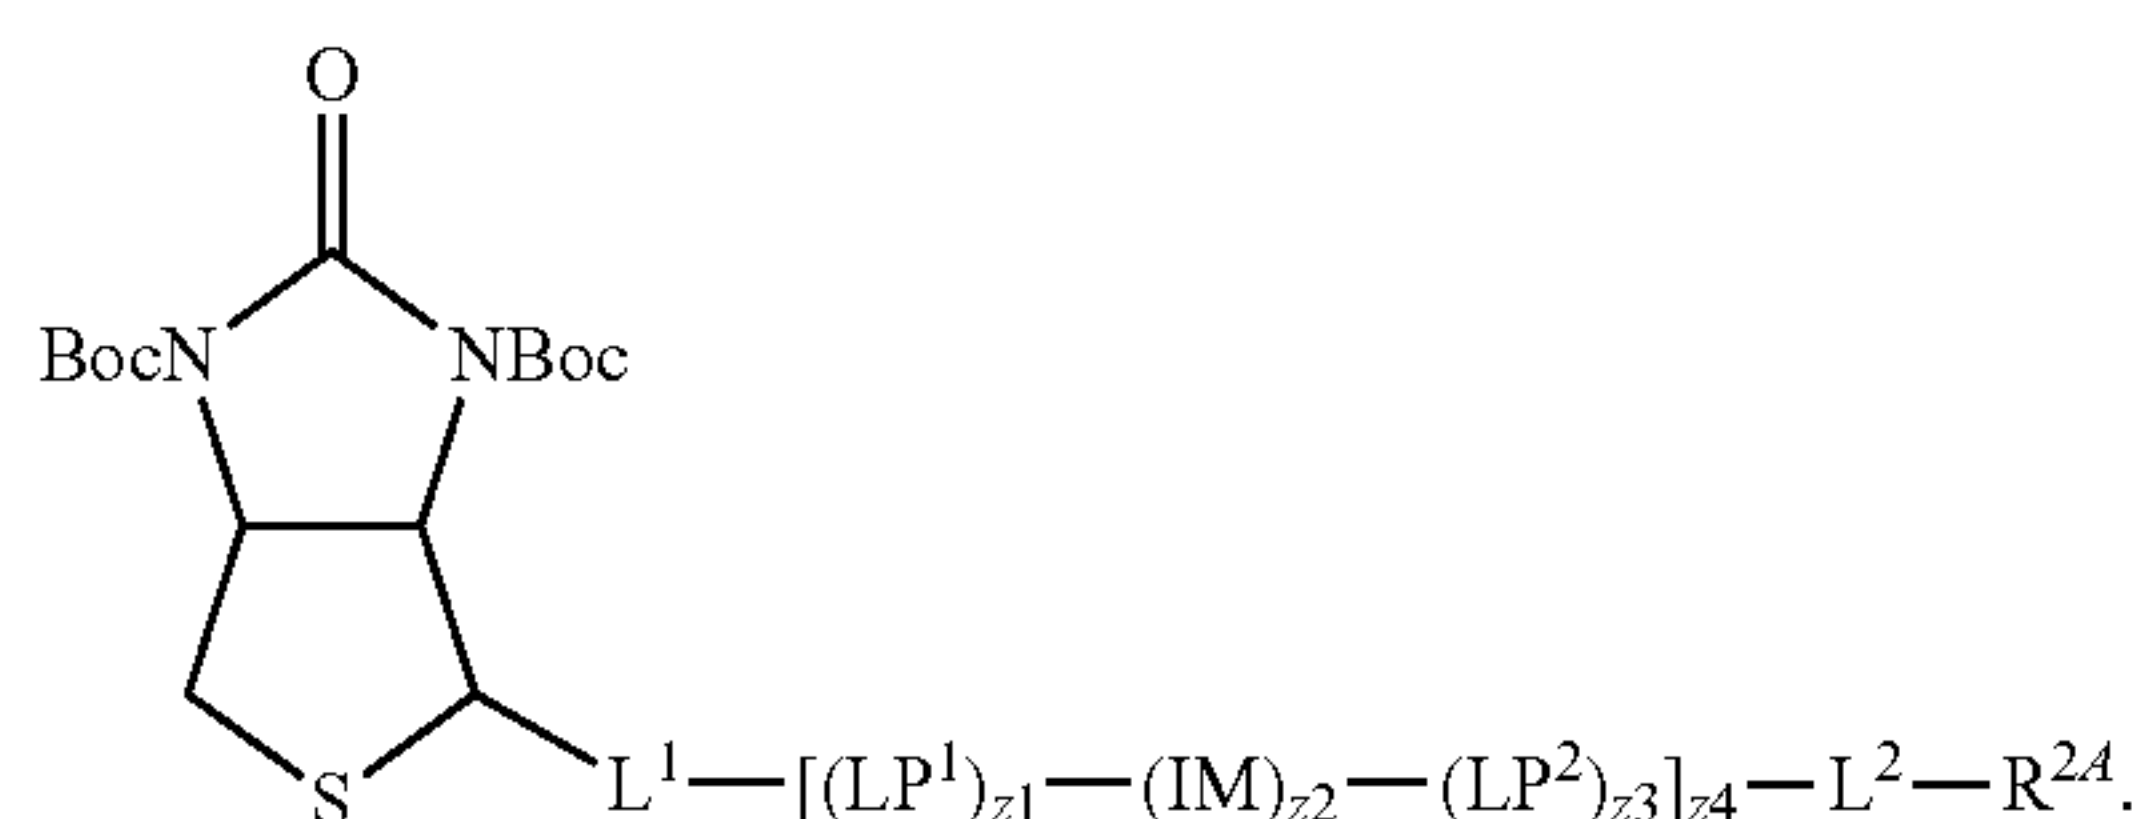 O
BocN NBoc
S
L¹—[(LP¹)z1—(IM)z2—(LP²)z3]z4—L²—R²ᴬ.